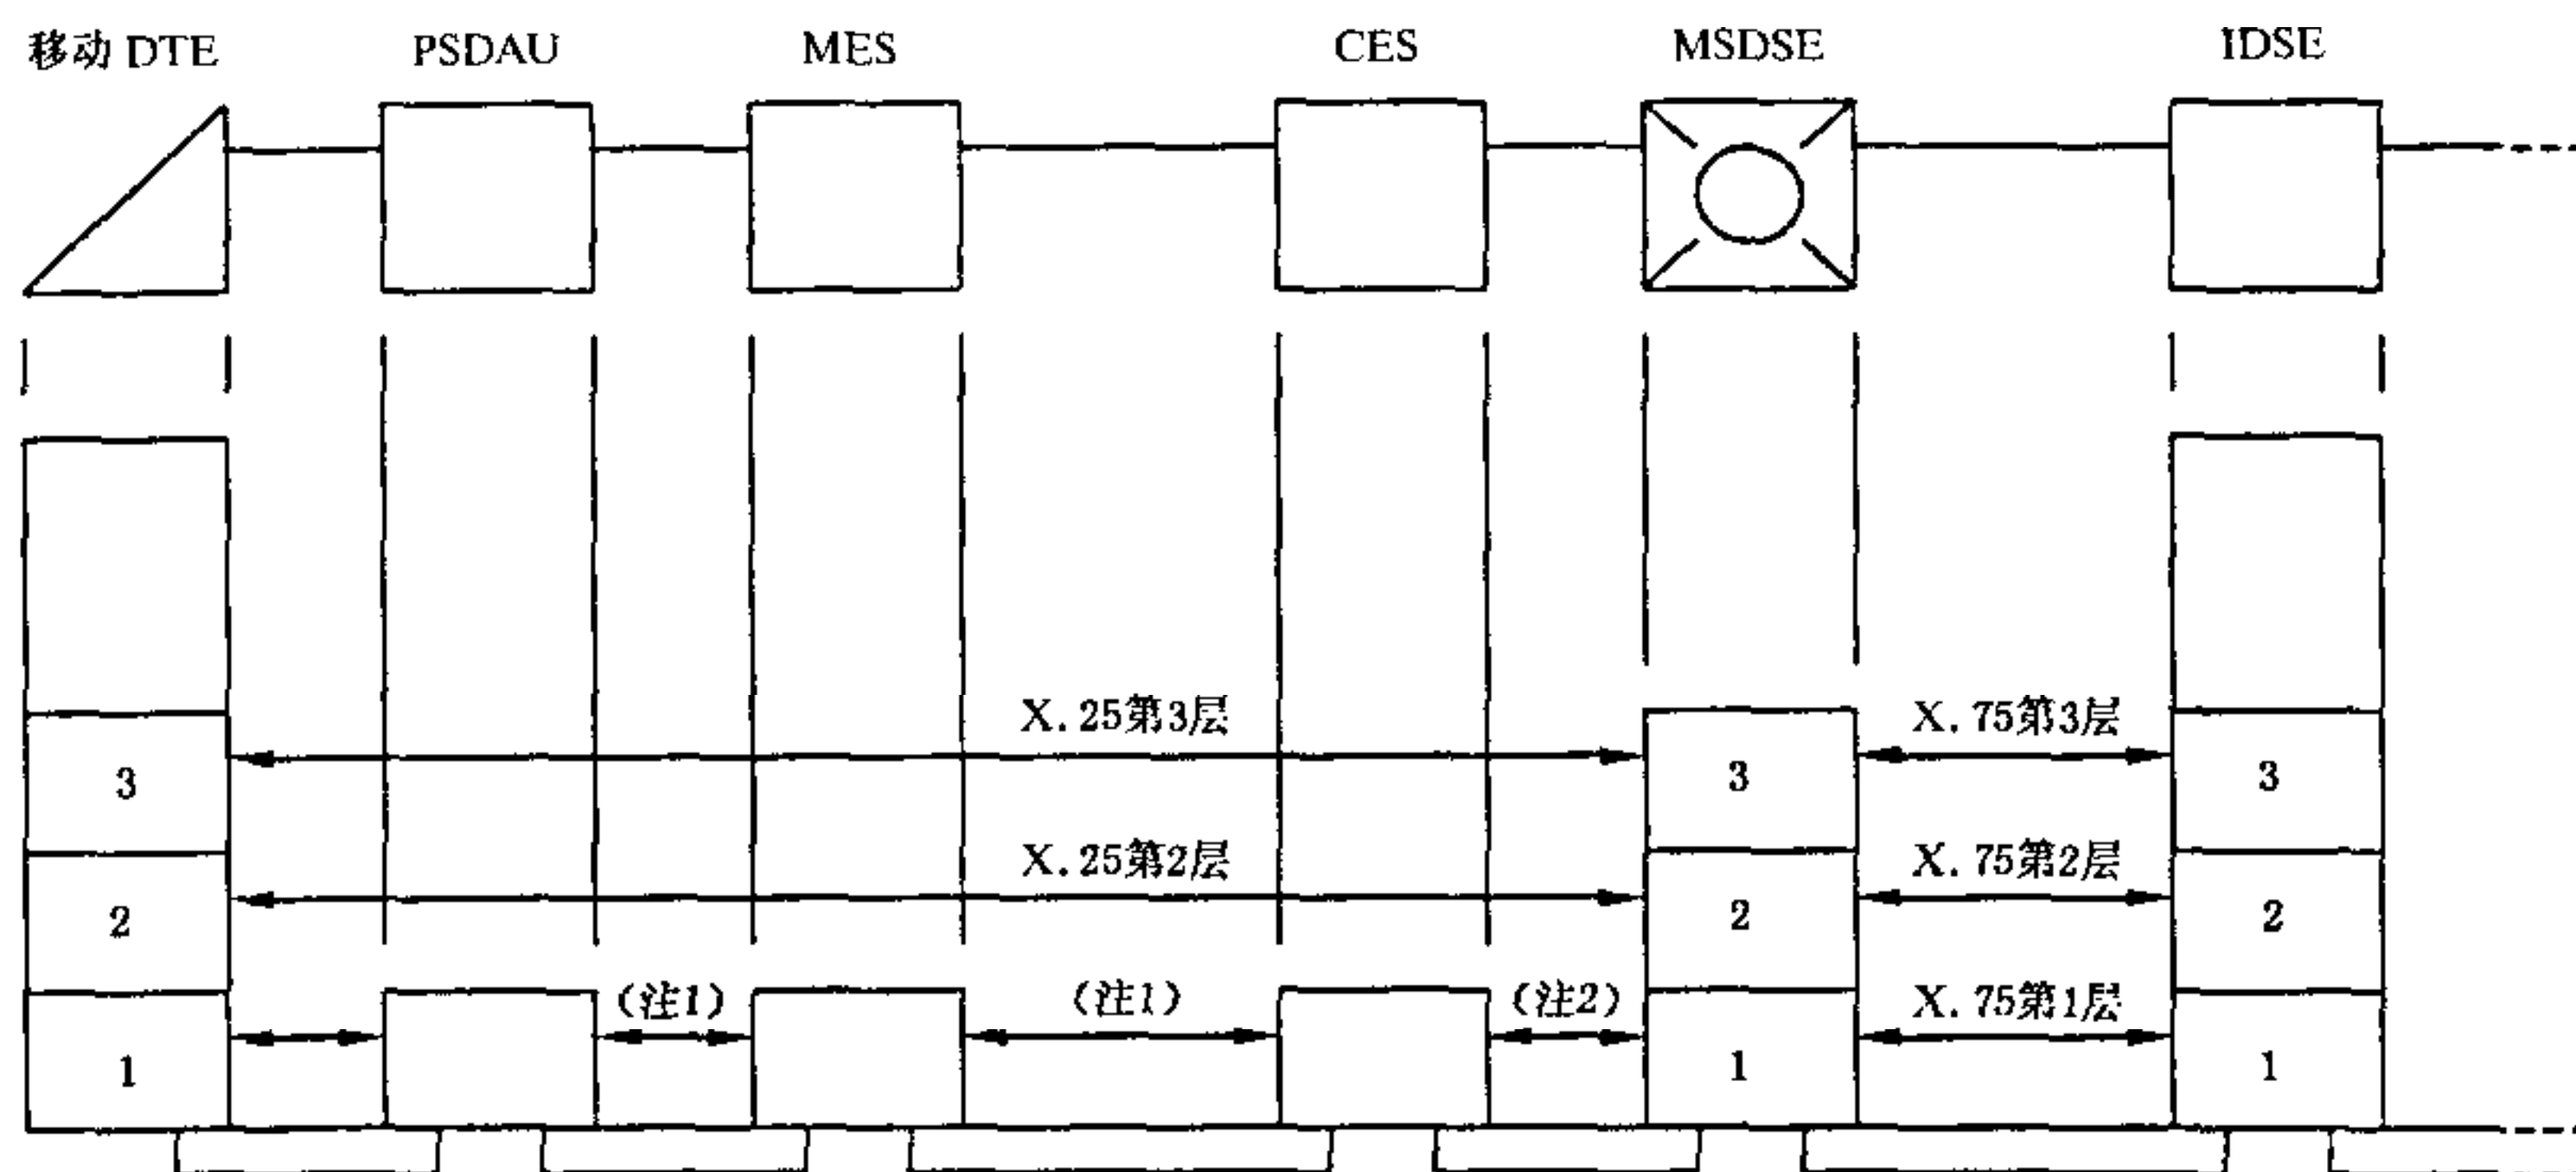 移动 DTE PSDAU MES CES MSDSE IDSE
X. 25第3层 X. 75第3层
3 3 3
X. 25第2层 X. 75第2层
2 2 2
(注1) (注1) (注2) X. 75第1层
1 1 1